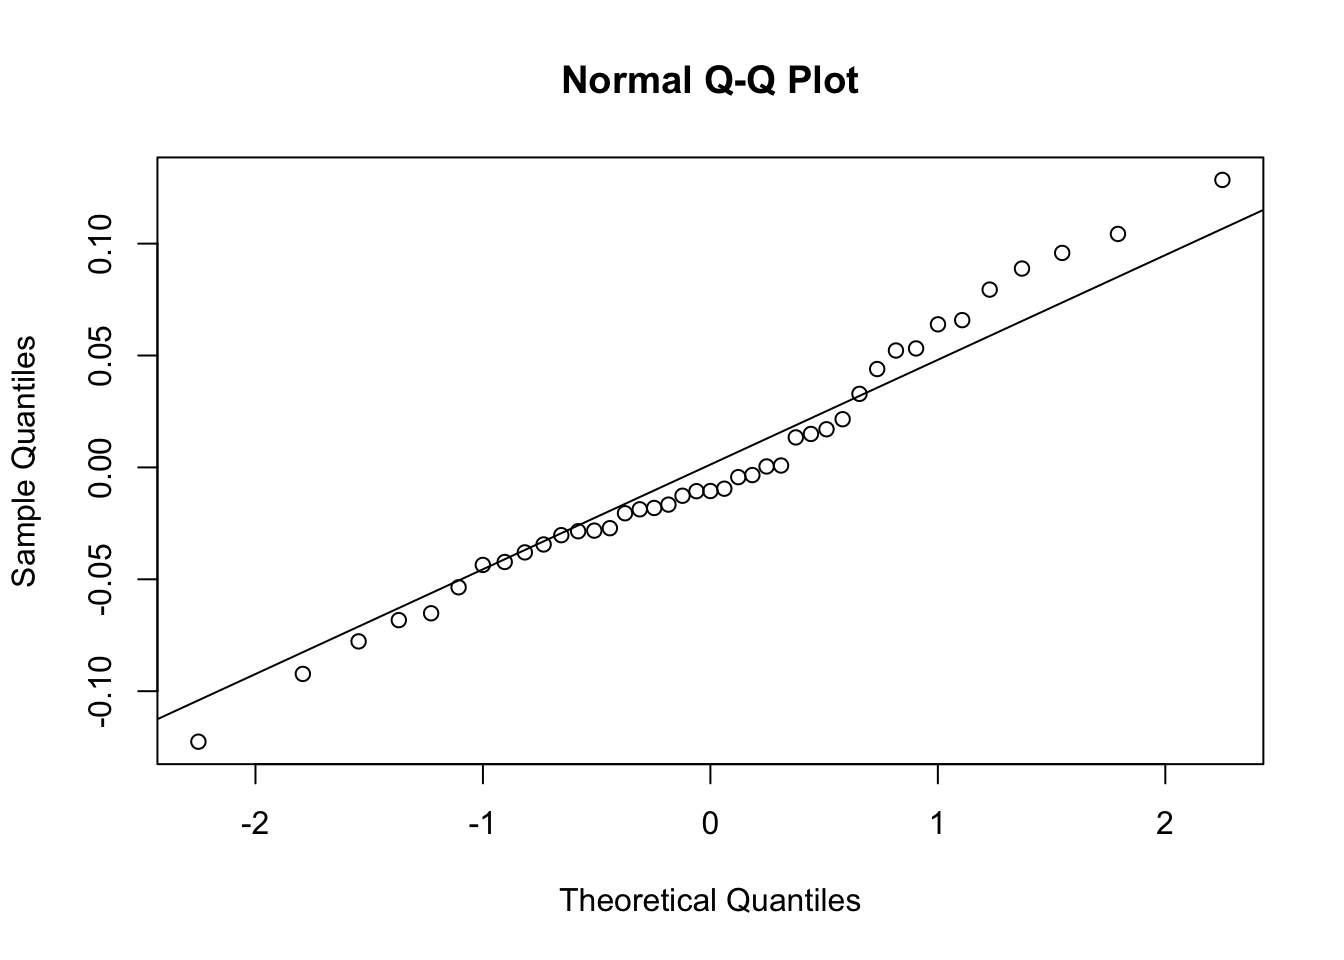 Normal Q-Q Plot
Sample Quantiles
0.10
0.05
0.00
-0.05
-0.10
-2 -1 0 1 2
Theoretical Quantiles